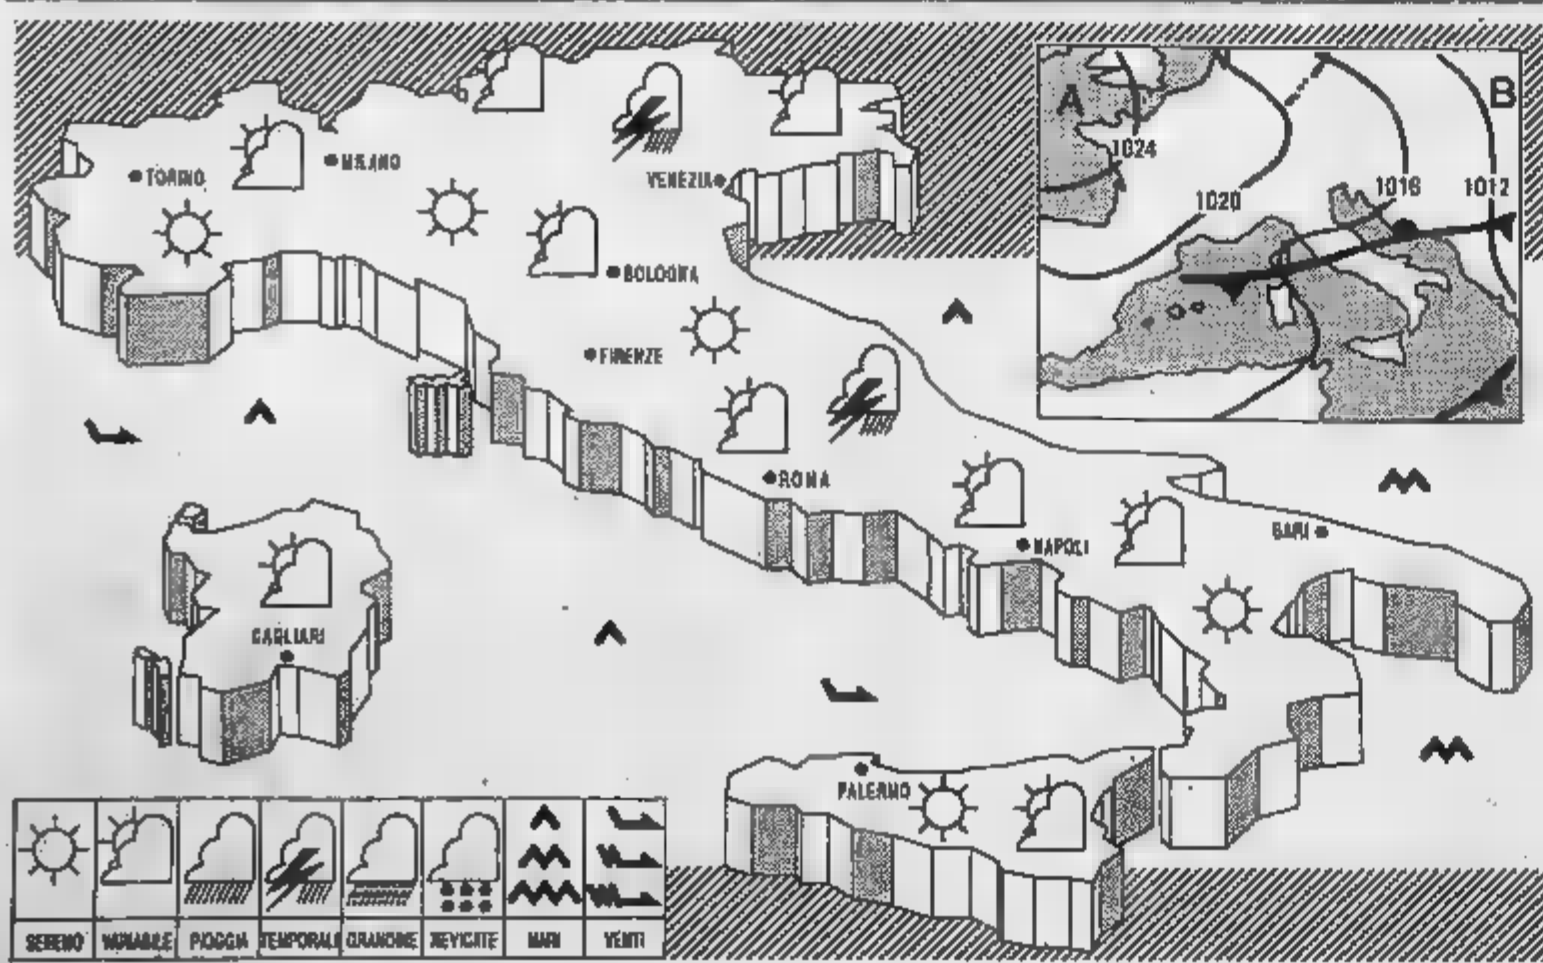 A
B
1024
1020
1016
1012
TORINO
MILANO
VENEZIA
BOLOGNA
FIRENZE
ROMA
NAPOLI
BARI
CAGLIARI
PALERMO
SERENO VARIABILE PIOGGIA TEMPORALE GRANDINE NEVICATE MARI VENTI